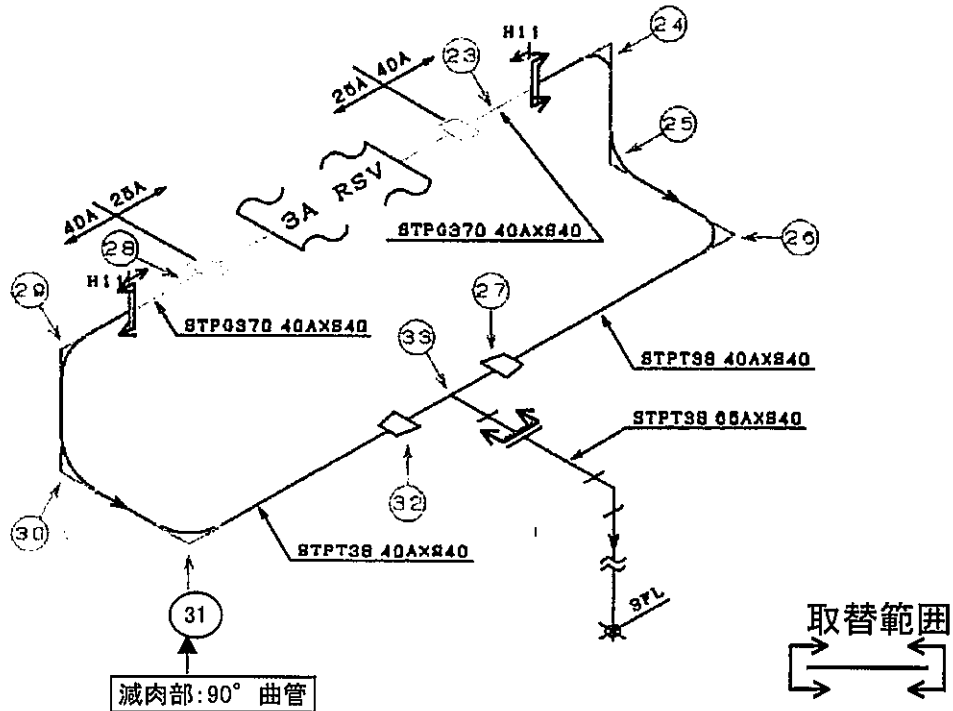 H11
23
24
25A 40A
25
3A RSV
STPG370 40AXS40
26
40A 25A
28
H11
29
27
STPG370 40AXS40
33
STPT38 40AXS40
STPT38 65AXS40
30
32
STPT38 40AXS40
SFL
31
取替範囲
減肉部:90° 曲管